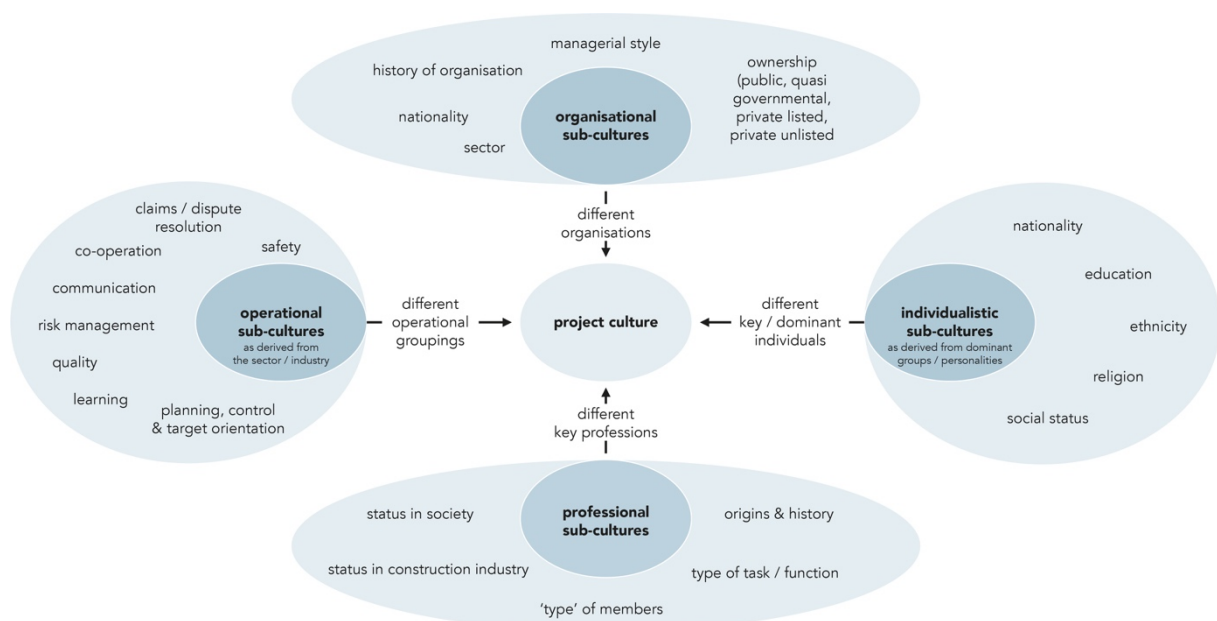 managerial style
history of organisation
ownership
(public, quasi
governmental,
private listed,
private unlisted
nationality
sector
organisational
sub-cultures
different
organisations
claims / dispute
resolution
co-operation
safety
communication
risk management
quality
learning
planning, control
& target orientation
operational
sub-cultures
as derived from
the sector / industry
different
operational
groupings
project culture
different
key / dominant
individuals
individualistic
sub-cultures
as derived from dominant
groups / personalities
nationality
education
ethnicity
religion
social status
different
key professions
professional
sub-cultures
status in society
origins & history
status in construction industry
type of task / function
‘type’ of members